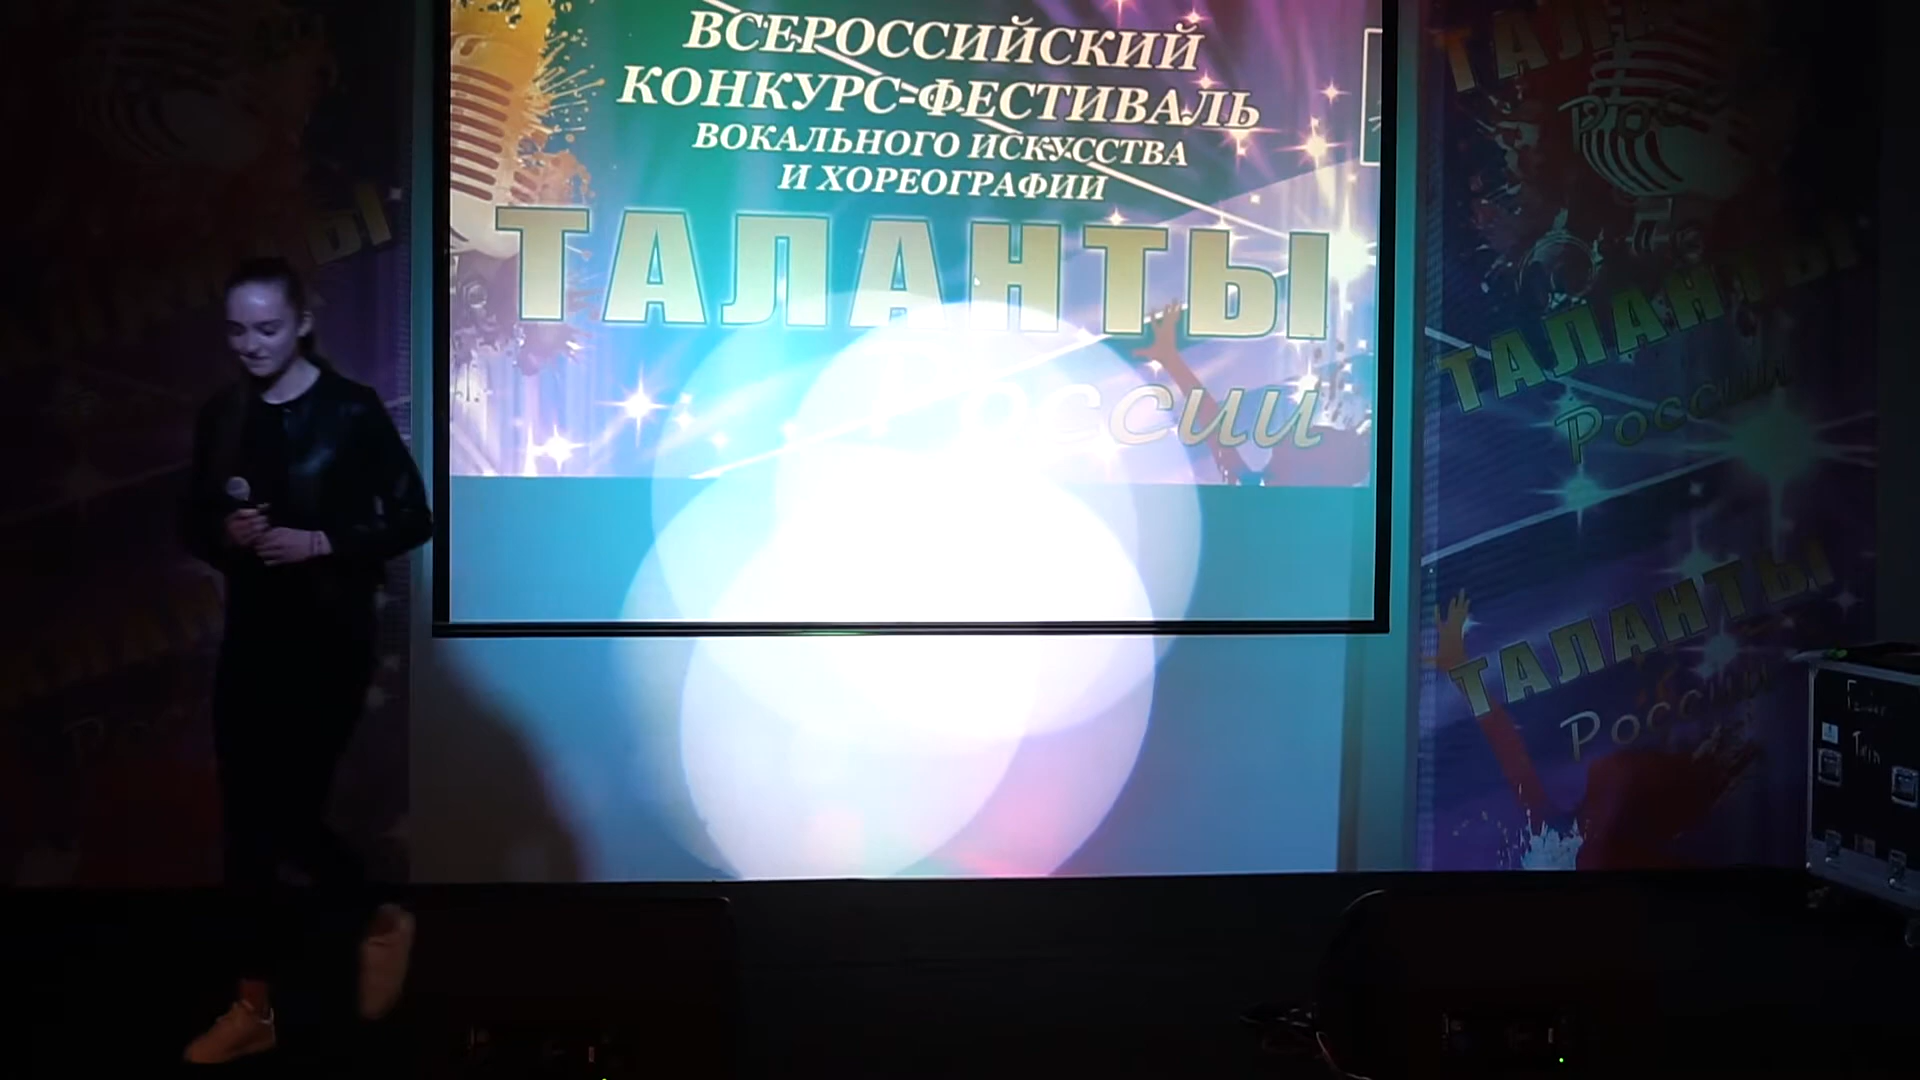 ВСЕРОССИЙСКИЙ
КОНКУРС-ФЕСТИВАЛЬ
ВОКАЛЬНОГО ИСКУССТВА
И ХОРЕОГРАФИИ
ТАЛАНТЫ
России
ТАЛАНТЫ
России
ТАЛАНТЫ
России